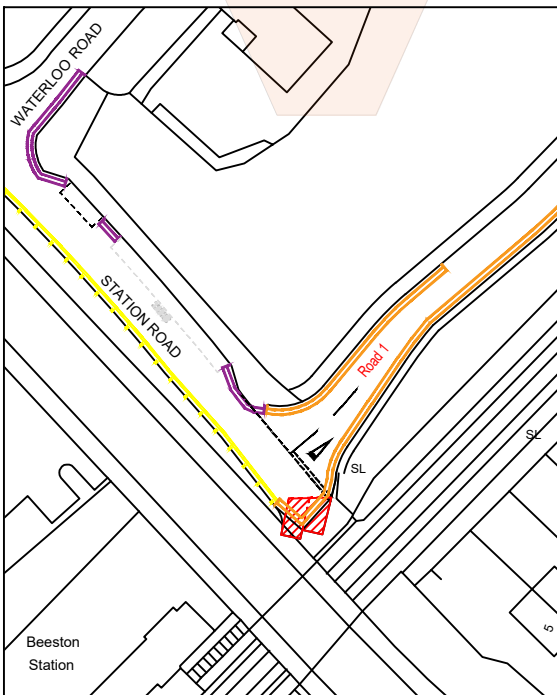 WATERLOO ROAD
STATION ROAD
Road 1
SL
SL
5
Beeston
Station